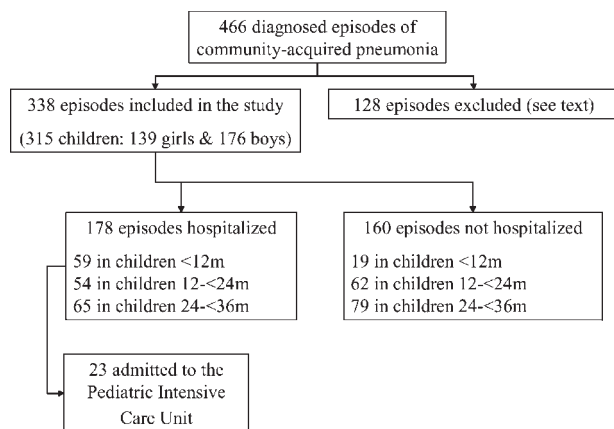 466 diagnosed episodes of
community-acquired pneumonia
338 episodes included in the study
(315 children: 139 girls & 176 boys)
128 episodes excluded (see text)
178 episodes hospitalized
59 in children <12m
54 in children 12-<24m
65 in children 24-<36m
160 episodes not hospitalized
19 in children <12m
62 in children 12-<24m
79 in children 24-<36m
23 admitted to the
Pediatric Intensive
Care Unit